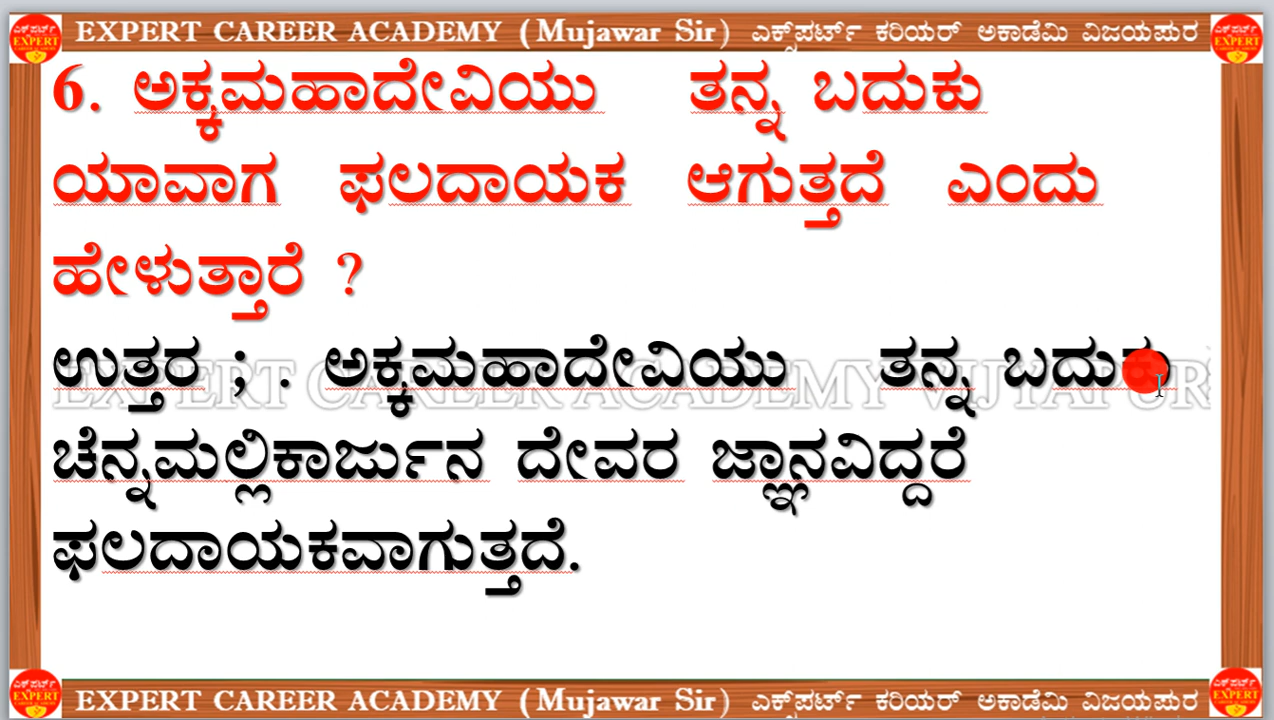 EXPERT CAREER ACADEMY (Mujawar Sir) ಎಕ್ಸ್‌ಪರ್ಟ್ ಕರಿಯರ್ ಅಕಾಡೆಮಿ ವಿಜಯಪುರ
6. ಅಕ್ಕಮಹಾದೇವಿಯು ತನ್ನ ಬದುಕು
ಯಾವಾಗ ಫಲದಾಯಕ ಆಗುತ್ತದೆ ಎಂದು
ಹೇಳುತ್ತಾರೆ ?
ಉತ್ತರ ; . ಅಕ್ಕಮಹಾದೇವಿಯು ತನ್ನ ಬದುಕು
EXPERT CAREER ACADEMY VIJYAPUR
ಚೆನ್ನಮಲ್ಲಿಕಾರ್ಜುನ ದೇವರ ಜ್ಞಾನವಿದ್ದರೆ
ಫಲದಾಯಕವಾಗುತ್ತದೆ.
EXPERT CAREER ACADEMY (Mujawar Sir) ಎಕ್ಸ್‌ಪರ್ಟ್ ಕರಿಯರ್ ಅಕಾಡೆಮಿ ವಿಜಯಪುರ